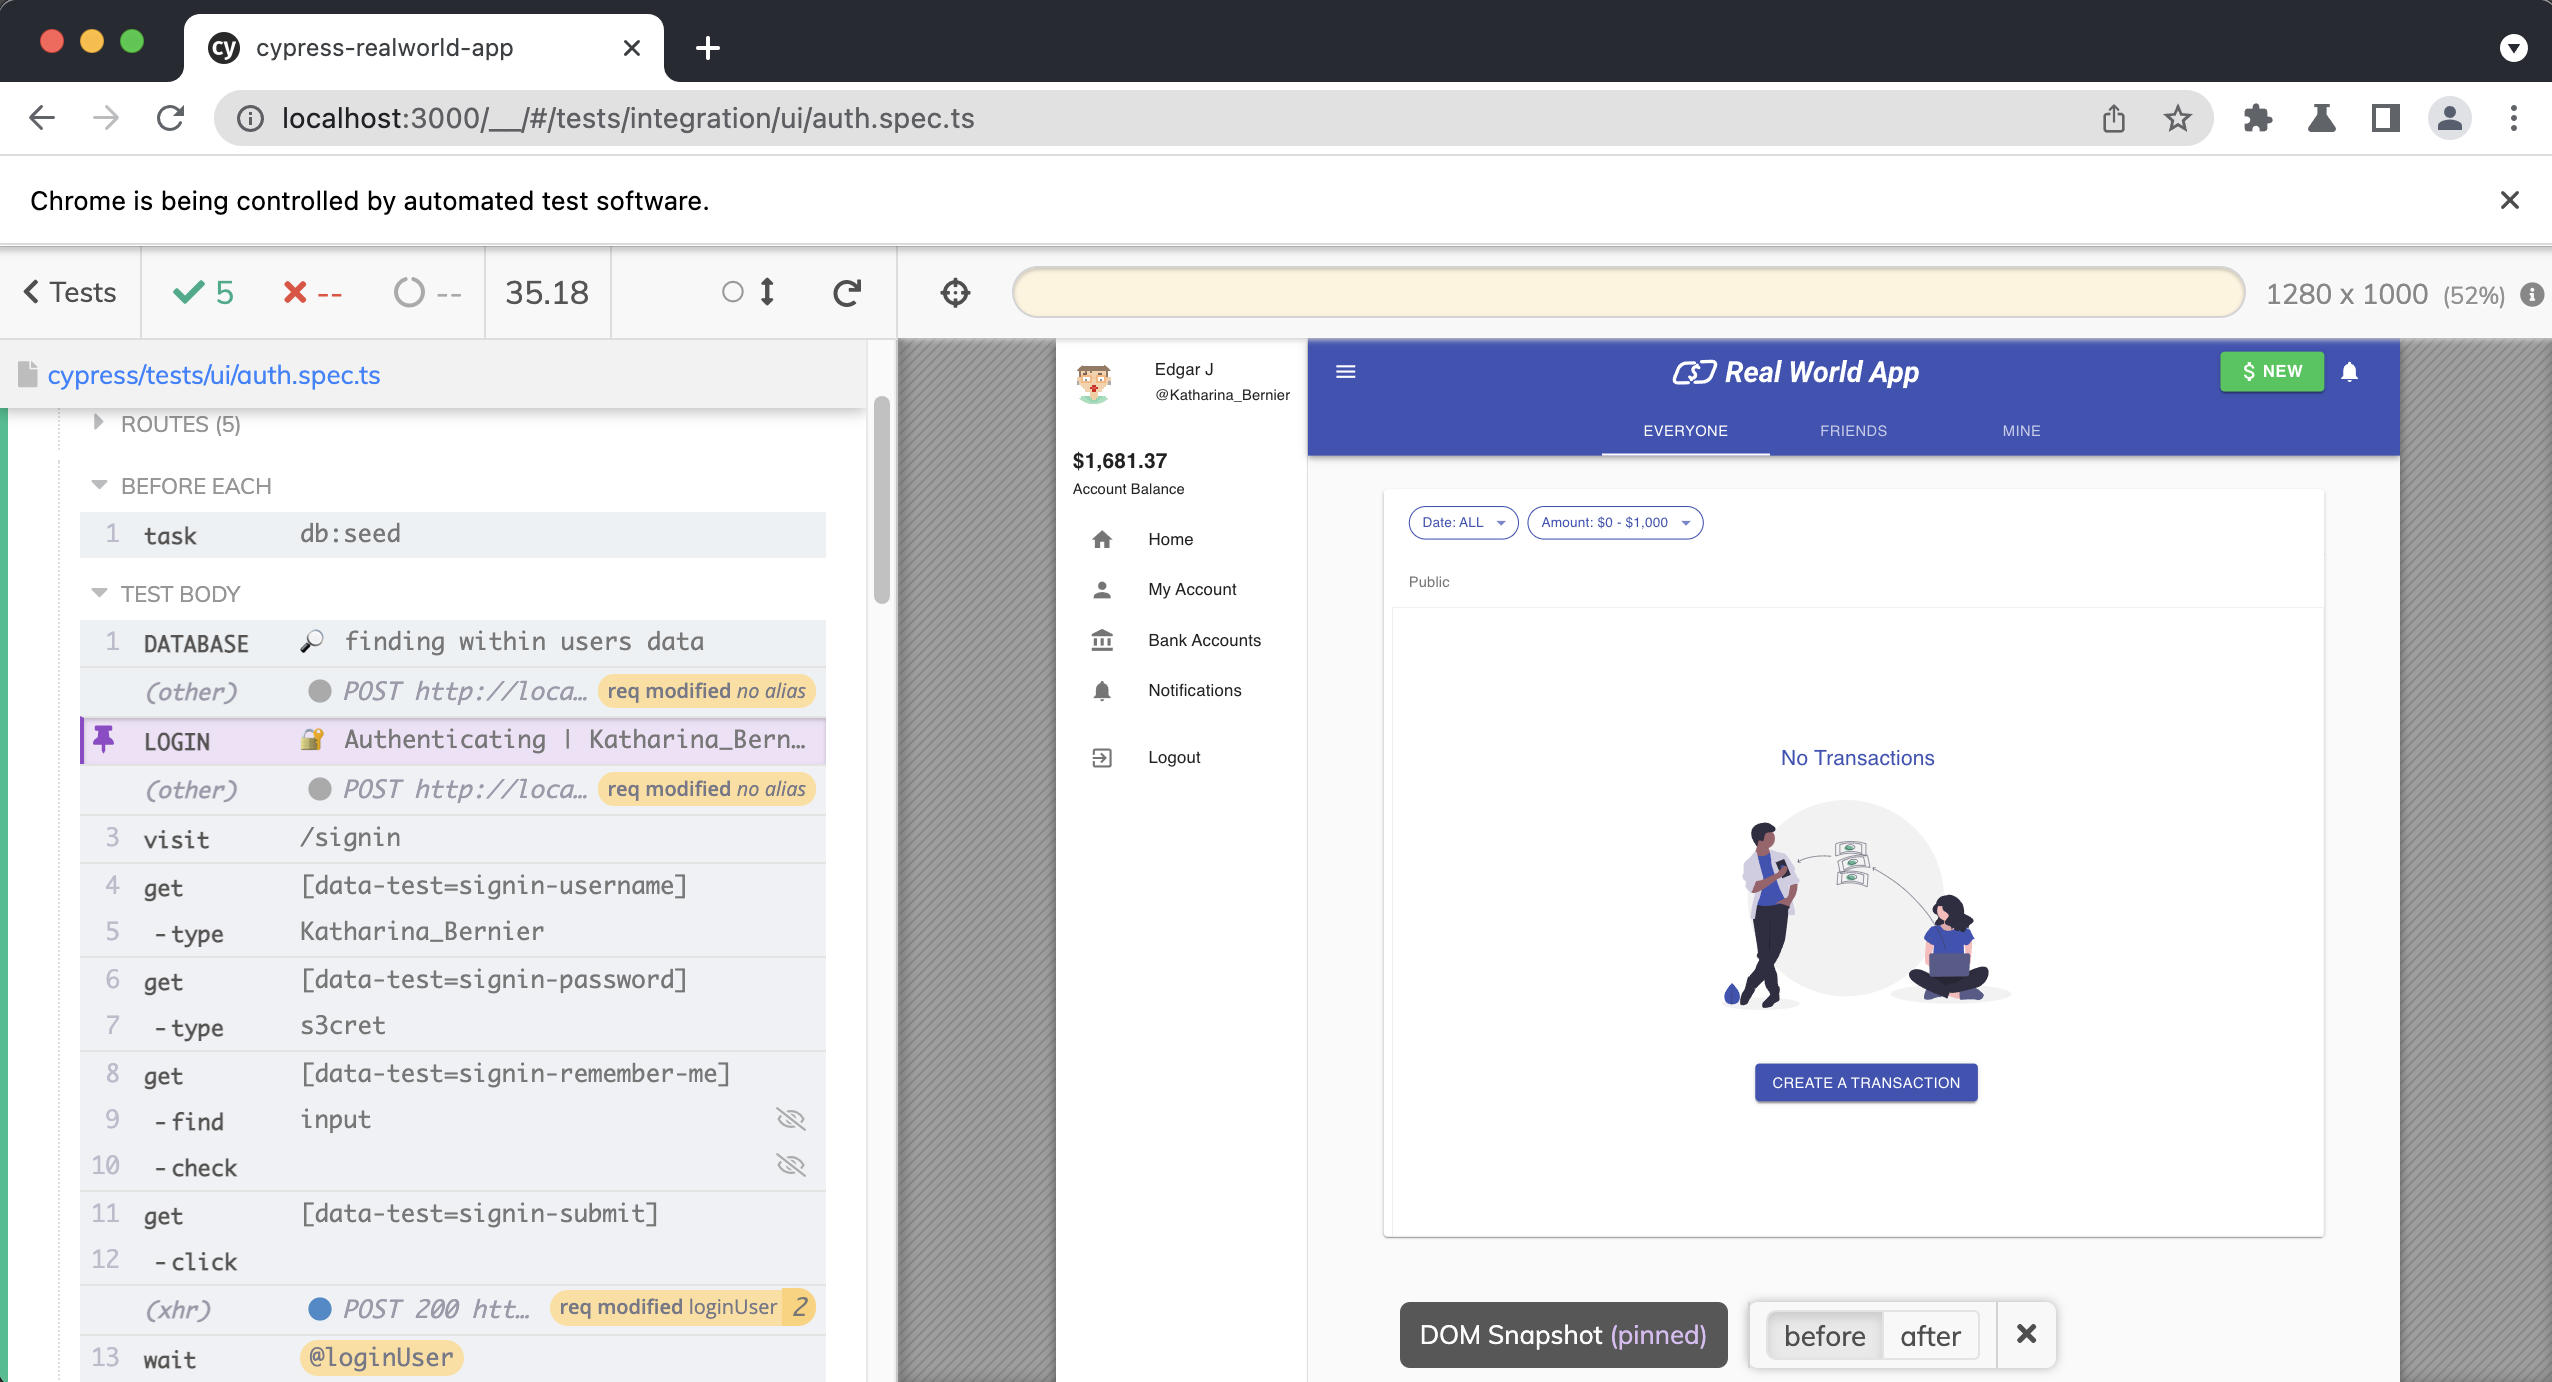 cy cypress-realworld-app
localhost:3000/__/#/tests/integration/ui/auth.spec.ts
Chrome is being controlled by automated test software.
Tests 5 -- -- 35.18
1280 x 1000 (52%)
cypress/tests/ui/auth.spec.ts
ROUTES (5)
BEFORE EACH
1 task db:seed
TEST BODY
1 DATABASE finding within users data
(other) POST http://loca… req modified no alias
LOGIN Authenticating | Katharina_Bern…
(other) POST http://loca… req modified no alias
3 visit /signin
4 get [data-test=signin-username]
5 -type Katharina_Bernier
6 get [data-test=signin-password]
7 -type s3cret
8 get [data-test=signin-remember-me]
9 -find input
10 -check
11 get [data-test=signin-submit]
12 -click
(xhr) POST 200 htt… req modified loginUser 2
13 wait @loginUser
Edgar J
@Katharina_Bernier
$1,681.37
Account Balance
Home
My Account
Bank Accounts
Notifications
Logout
Real World App
$ NEW
EVERYONE FRIENDS MINE
Date: ALL Amount: $0 - $1,000
Public
No Transactions
CREATE A TRANSACTION
DOM Snapshot (pinned) before after